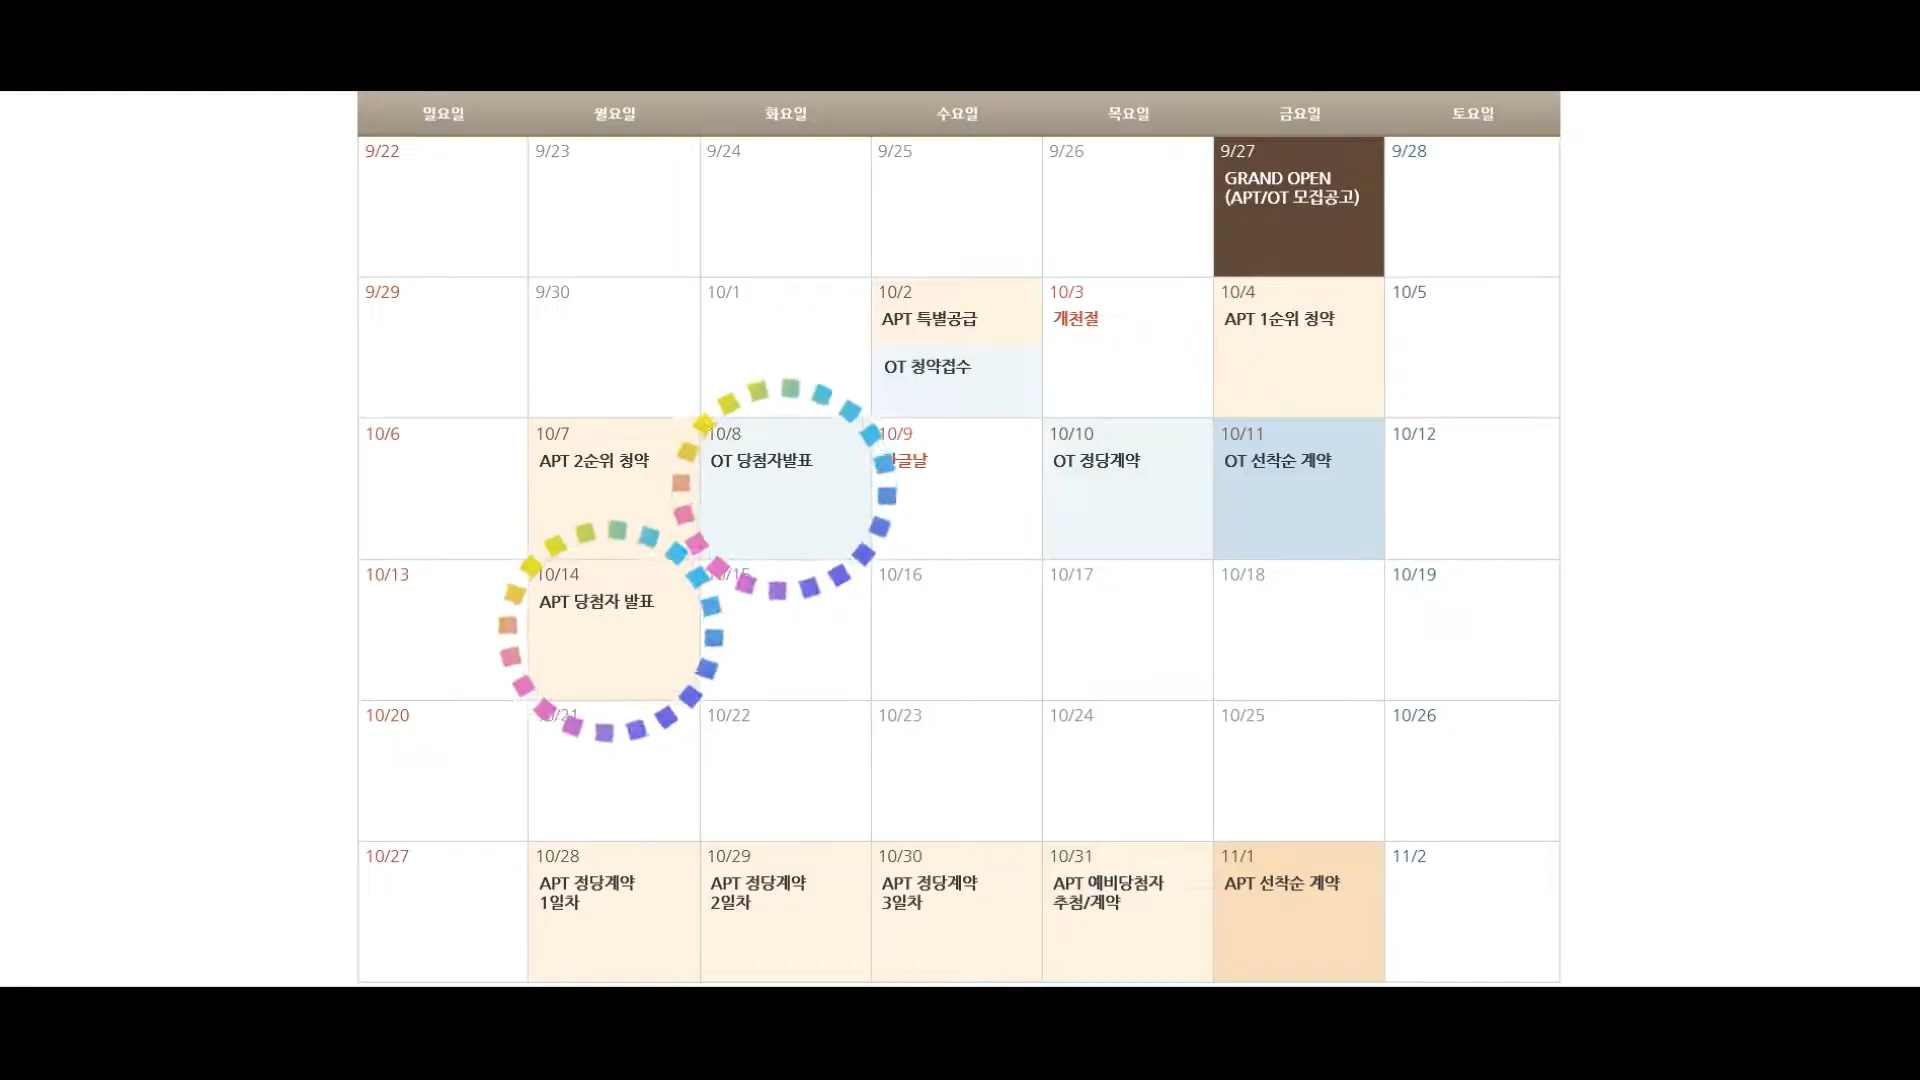 일요일 월요일 화요일 수요일 목요일 금요일 토요일
9/22 9/23 9/24 9/25 9/26 9/27 9/28
GRAND OPEN
(APT/OT 모집공고)
9/29 9/30 10/1 10/2 10/3 10/4 10/5
APT 특별공급 개천절 APT 1순위 청약
OT 청약접수
10/6 10/7 10/8 10/9 10/10 10/11 10/12
APT 2순위 청약 OT 당첨자발표 한글날 OT 정당계약 OT 선착순 계약
10/13 10/14 10/15 10/16 10/17 10/18 10/19
APT 당첨자 발표
10/20 10/21 10/22 10/23 10/24 10/25 10/26
10/27 10/28 10/29 10/30 10/31 11/1 11/2
APT 정당계약 APT 정당계약 APT 정당계약 APT 예비당첨자 APT 선착순 계약
1일차 2일차 3일차 추첨/계약